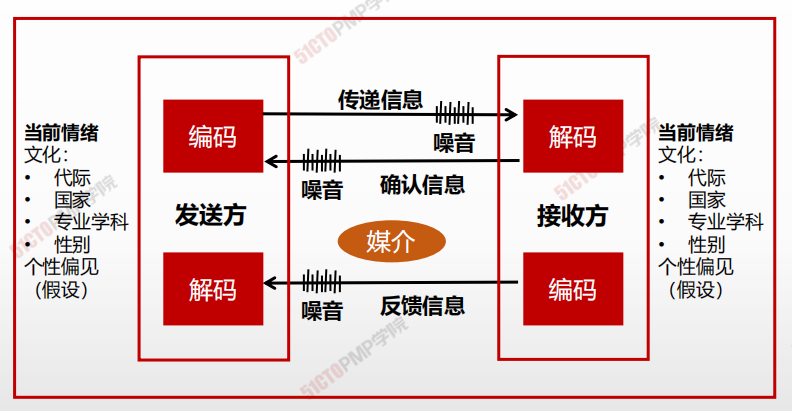 51CTOPMP学院
传递信息
编码
噪音
解码
当前情绪
文化：
• 代际
• 国家
• 专业学科
• 性别
个性偏见
（假设）
噪音
确认信息
发送方
接收方
媒介
当前情绪
文化：
• 代际
• 国家
• 专业学科
• 性别
个性偏见
（假设）
解码
噪音
反馈信息
编码
51CTOPMP学院
51CTOPMP学院
51CTOPMP学院